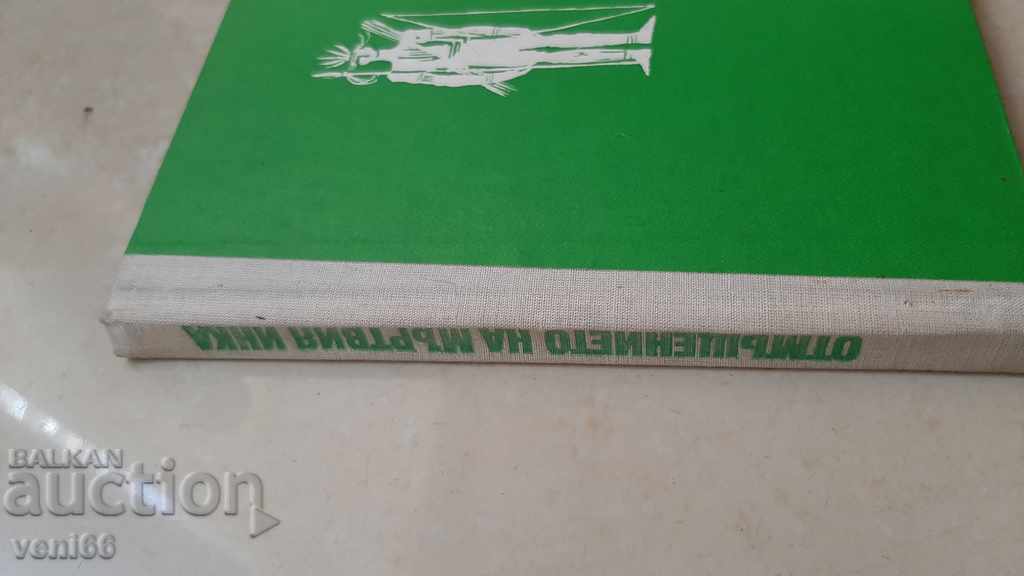 ОТМЪЩЕНИЕТО НА МЪРТВИЯ ИНКА
BALKAN
auction
veni66